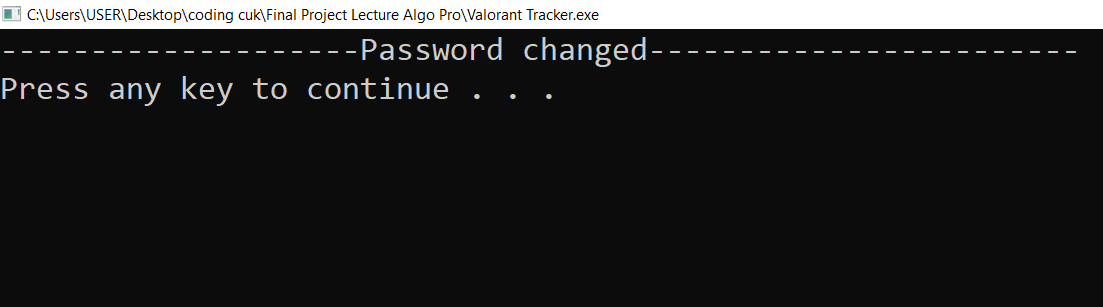 C:\Users\USER\Desktop\coding cuk\Final Project Lecture Algo Pro\Valorant Tracker.exe
--------------------Password changed------------------------
Press any key to continue . . .